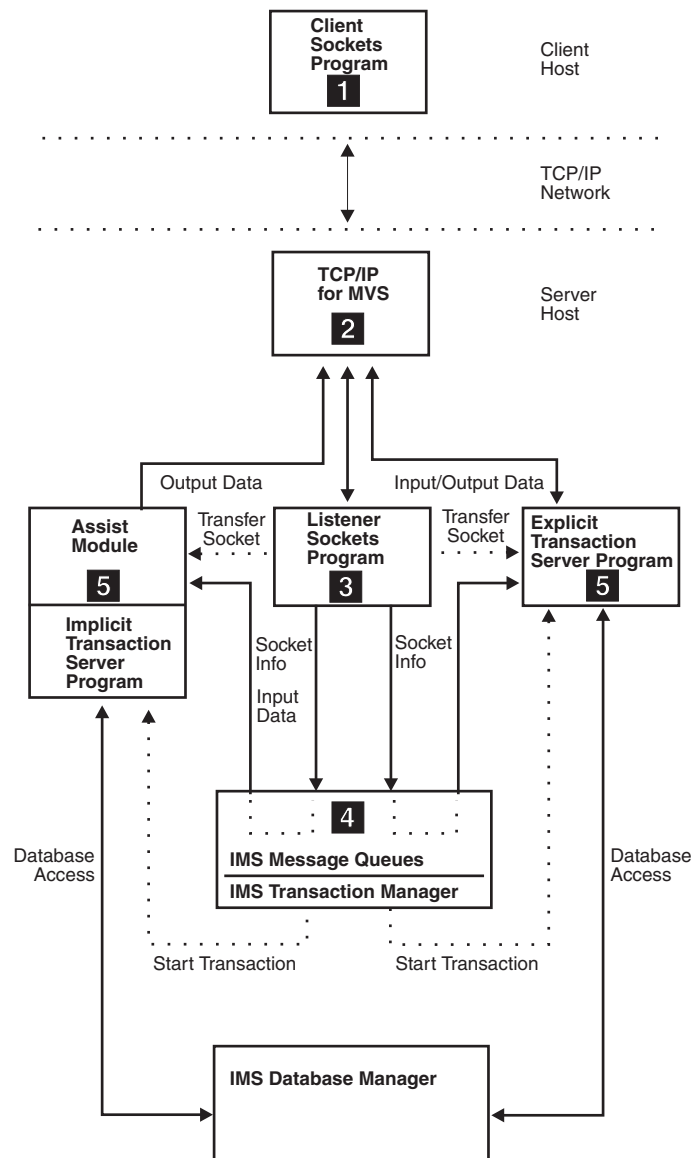 Client
Sockets
Program
1
Client
Host
TCP/IP
Network
TCP/IP
for MVS
2
Server
Host
Output Data
Input/Output Data
Assist
Module
5
Transfer
Socket
Listener
Sockets
Program
3
Transfer
Socket
Explicit
Transaction
Server Program
5
Implicit
Transaction
Server
Program
Socket
Info
Input
Data
Socket
Info
4
IMS Message Queues
IMS Transaction Manager
Database
Access
Database
Access
Start Transaction
Start Transaction
IMS Database Manager